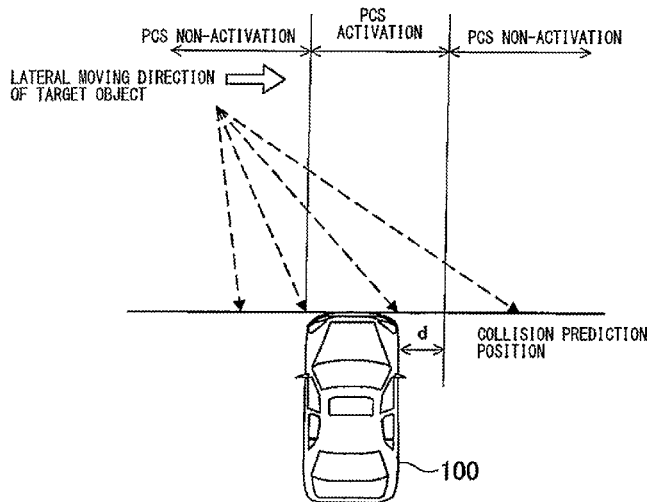 PCS NON-ACTIVATION
PCS
ACTIVATION
PCS NON-ACTIVATION
LATERAL MOVING DIRECTION
OF TARGET OBJECT
d
COLLISION PREDICTION
POSITION
100